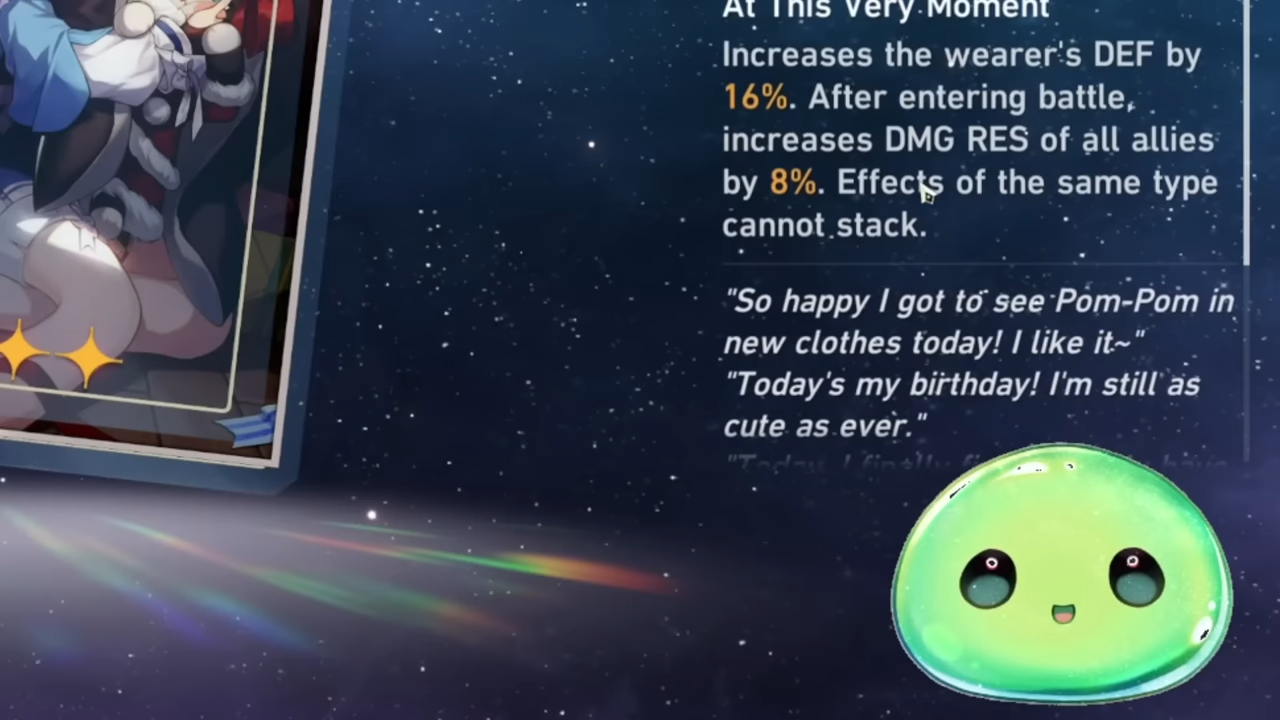 At This Very Moment
Increases the wearer's DEF by
16%. After entering battle,
increases DMG RES of all allies
by 8%. Effects of the same type
cannot stack.
"So happy I got to see Pom-Pom in
new clothes today! I like it~"
"Today's my birthday! I'm still as
cute as ever."
"Today, I finally